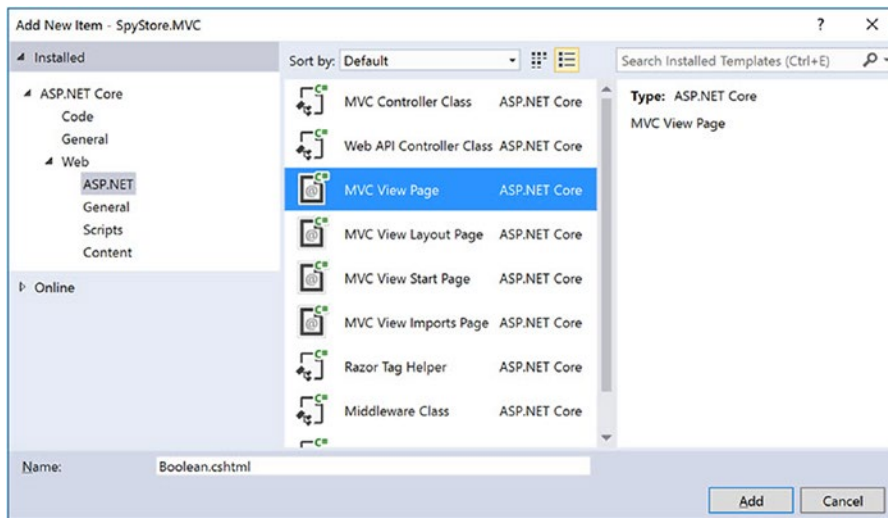 Add New Item - SpyStore.MVC
?
Installed
Sort by: Default
Search Installed Templates (Ctrl+E)
ASP.NET Core
Code
General
Web
ASP.NET
General
Scripts
Content
Online
MVC Controller Class ASP.NET Core
Web API Controller Class ASP.NET Core
MVC View Page ASP.NET Core
MVC View Layout Page ASP.NET Core
MVC View Start Page ASP.NET Core
MVC View Imports Page ASP.NET Core
Razor Tag Helper ASP.NET Core
Middleware Class ASP.NET Core
Type: ASP.NET Core
MVC View Page
Name: Boolean.cshtml
Add Cancel